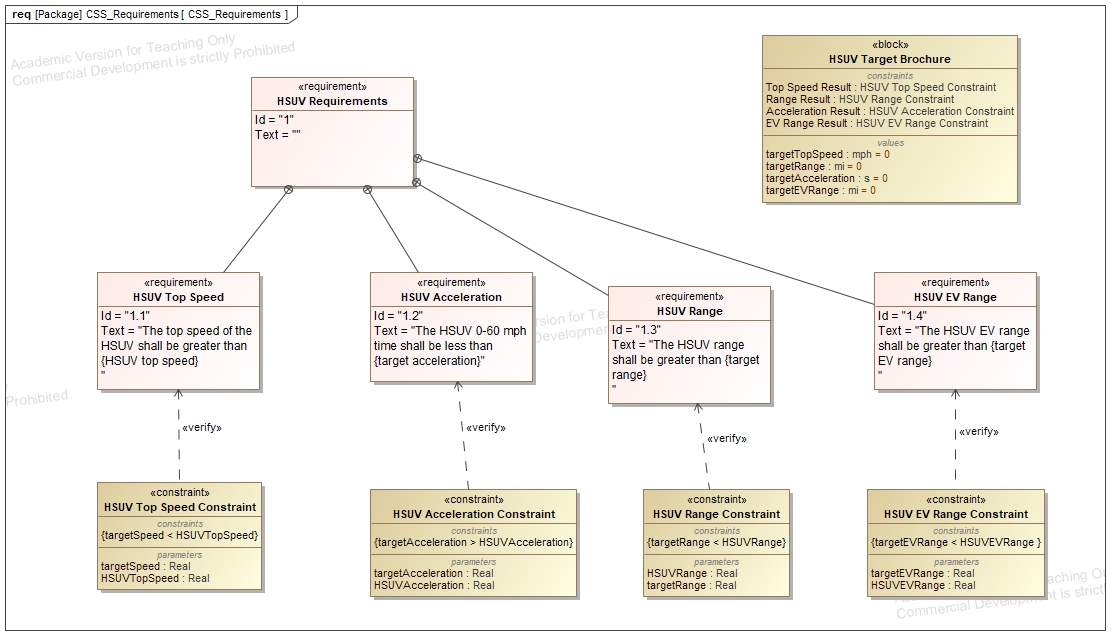 req [Package] CSS_Requirements [ CSS_Requirements ]
Academic Version for Teaching Only
Commercial Development is strictly Prohibited
«requirement»
HSUV Requirements
Id = "1"
Text = ""
«block»
HSUV Target Brochure
constraints
Top Speed Result : HSUV Top Speed Constraint
Range Result : HSUV Range Constraint
Acceleration Result : HSUV Acceleration Constraint
EV Range Result : HSUV EV Range Constraint
values
targetTopSpeed : mph = 0
targetRange : mi = 0
targetAcceleration : s = 0
targetEVRange : mi = 0
«requirement»
HSUV Top Speed
Id = "1.1"
Text = "The top speed of the
HSUV shall be greater than
{HSUV top speed}
"
«requirement»
HSUV Acceleration
Id = "1.2"
Text = "The HSUV 0-60 mph
time shall be less than
{target acceleration}"
«requirement»
HSUV Range
Id = "1.3"
Text = "The HSUV range
shall be greater than {target
range}
"
«requirement»
HSUV EV Range
Id = "1.4"
Text = "The HSUV EV range
shall be greater than {target
EV range}
"
Prohibited
«verify»
«verify»
«verify»
«verify»
«constraint»
HSUV Top Speed Constraint
constraints
{targetSpeed < HSUVTopSpeed}
parameters
targetSpeed : Real
HSUVTopSpeed : Real
«constraint»
HSUV Acceleration Constraint
constraints
{targetAcceleration > HSUVAcceleration}
parameters
targetAcceleration : Real
HSUVAcceleration : Real
«constraint»
HSUV Range Constraint
constraints
{targetRange < HSUVRange}
parameters
HSUVRange : Real
targetRange : Real
«constraint»
HSUV EV Range Constraint
constraints
{targetEVRange < HSUVEVRange }
parameters
targetEVRange : Real
HSUVEVRange : Real